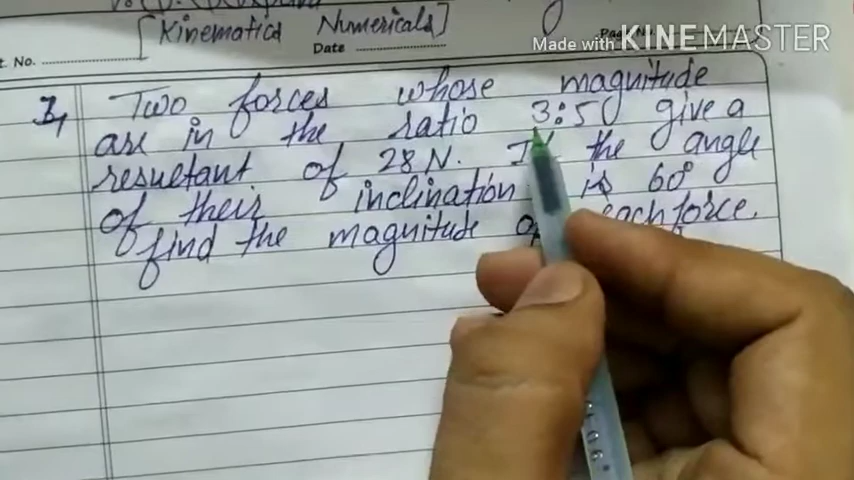 [Kinematics Numericals]
t. No.
Date
Made with KINEMASTER
1, Two forces whose magnitude
are in the ratio 3:5 give a
resultant of 28 N. If the angle
of their inclination is 60°
find the magnitude of each force.